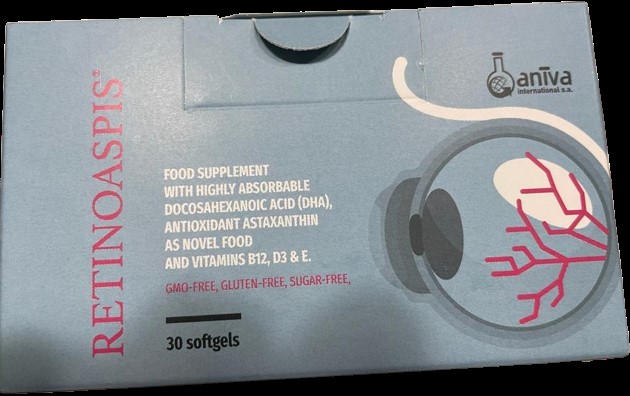 anīva
international s.a.
RETINOASPIS
FOOD SUPPLEMENT
WITH HIGHLY ABSORBABLE
DOCOSAHEXANOIC ACID (DHA),
ANTIOXIDANT ASTAXANTHIN
AS NOVEL FOOD
AND VITAMINS B12, D3 & E.
GMO-FREE, GLUTEN-FREE, SUGAR-FREE,
30 softgels